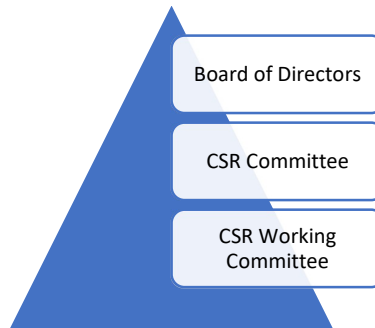 Board of Directors
CSR Committee
CSR Working
Committee